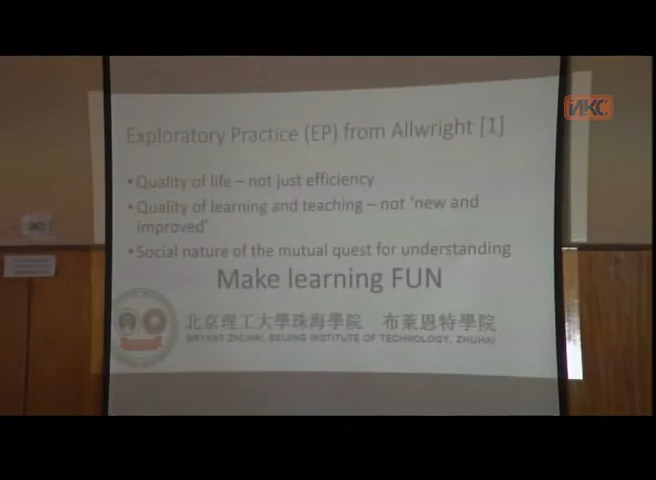 ИКС
Exploratory Practice (EP) from Allwright [1]
• Quality of life – not just efficiency
• Quality of learning and teaching – not 'new and
improved'
• Social nature of the mutual quest for understanding
Make learning FUN
北京理工大學珠海學院 布萊恩特學院
BRYANT ZHUHAI, BEIJING INSTITUTE OF TECHNOLOGY, ZHUHAI